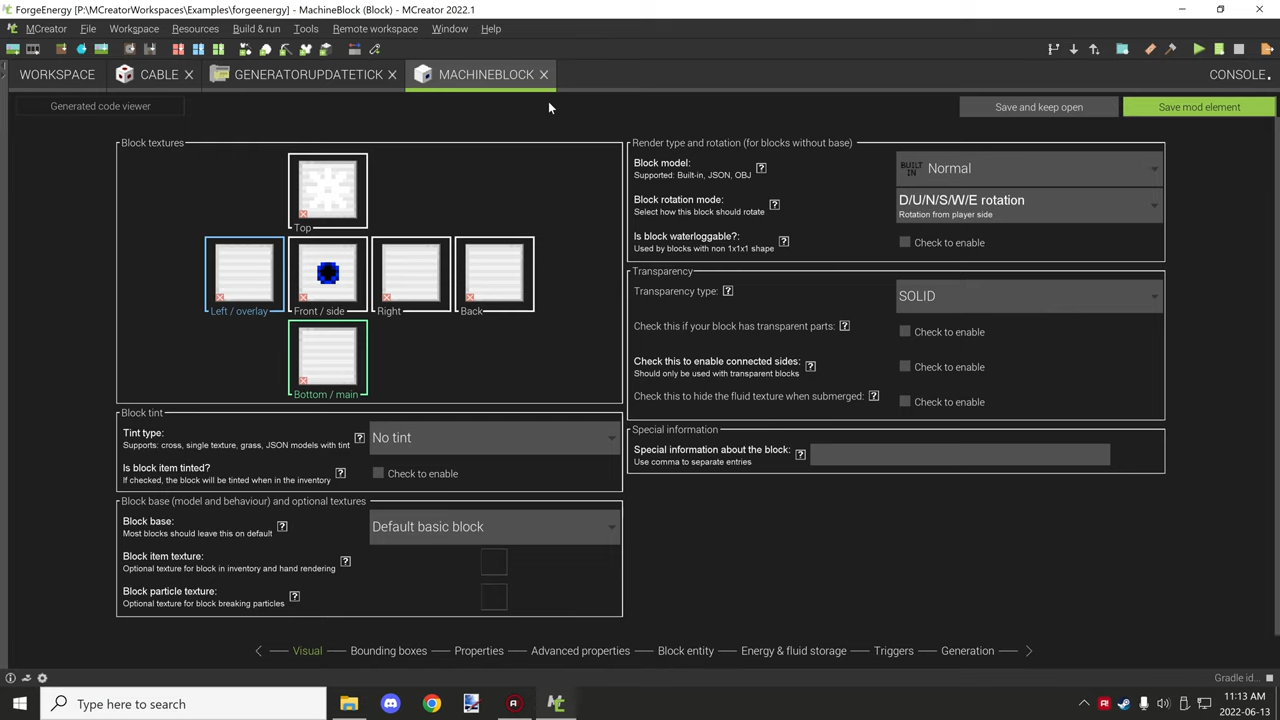 ForgeEnergy [P:\MCreatorWorkspaces\Examples\forgeenergy] - MachineBlock (Block) - MCreator 2022.1
MCreator File Workspace Resources Build & run Tools Remote workspace Window Help
WORKSPACE CABLE GENERATORUPDATETICK MACHINEBLOCK CONSOLE
Generated code viewer Save and keep open Save mod element
Block textures
Top
Left / overlay Front / side Right Back
Bottom / main
Block tint
Tint type:
Supports: cross, single texture, grass, JSON models with tint
No tint
Is block item tinted?
If checked, the block will be tinted when in the inventory
Check to enable
Block base (model and behaviour) and optional textures
Block base:
Most blocks should leave this on default
Default basic block
Block item texture:
Optional texture for block in inventory and hand rendering
Block particle texture:
Optional texture for block breaking particles
Render type and rotation (for blocks without base)
Block model:
Supported: Built-in, JSON, OBJ
BUILT IN
Normal
Block rotation mode:
Select how this block should rotate
D/U/N/S/W/E rotation
Rotation from player side
Is block waterloggable?:
Used by blocks with non 1x1x1 shape
Check to enable
Transparency
Transparency type:
SOLID
Check this if your block has transparent parts:
Check to enable
Check this to enable connected sides:
Should only be used with transparent blocks
Check to enable
Check this to hide the fluid texture when submerged:
Check to enable
Special information
Special information about the block:
Use comma to separate entries
Visual Bounding boxes Properties Advanced properties Block entity Energy & fluid storage Triggers Generation
Gradle id...
Type here to search
11:13 AM
2022-06-13